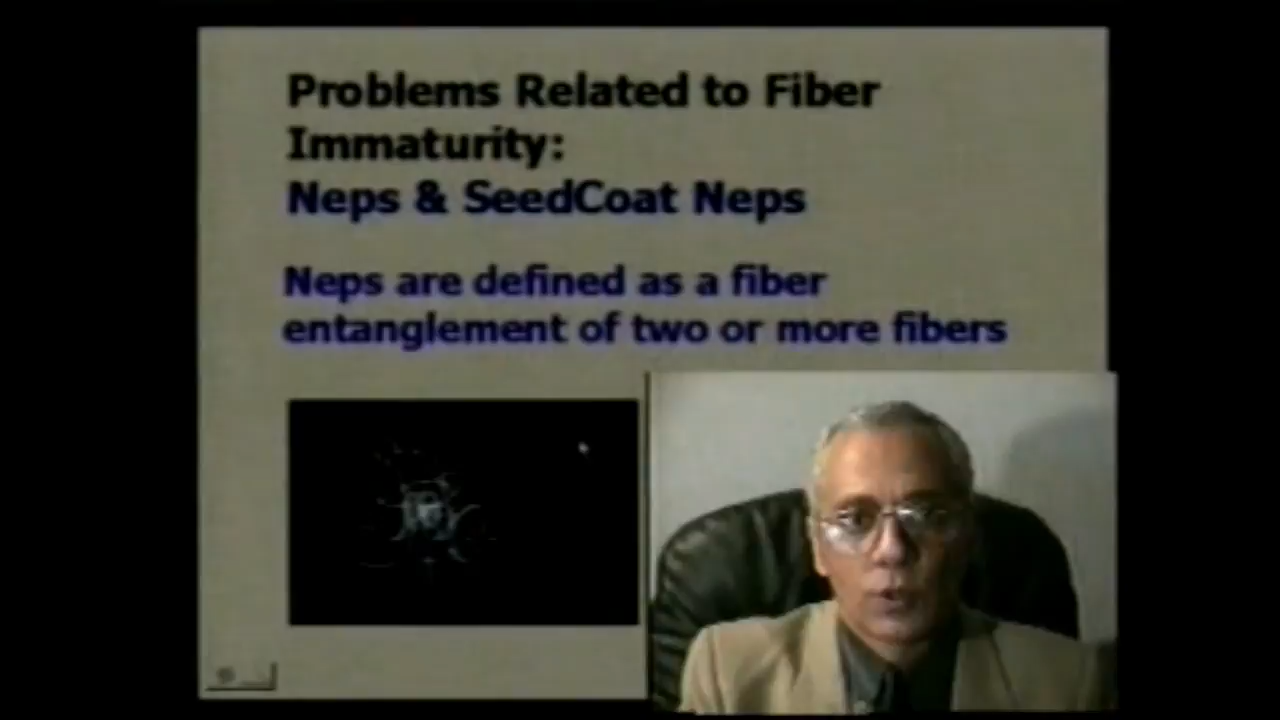 Problems Related to Fiber
Immaturity:
Neps & SeedCoat Neps
Neps are defined as a fiber
entanglement of two or more fibers